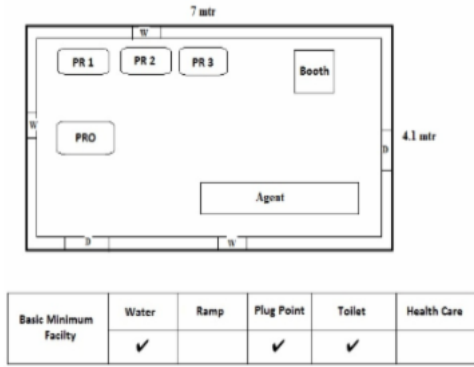 7 mtr
W
PR 1 PR 2 PR 3
Booth
W
PRO
4.1 mtr
D
Agent
D W
Basic Minimum Facilty Water Ramp Plug Point Toilet Health Care
✔ ✔ ✔